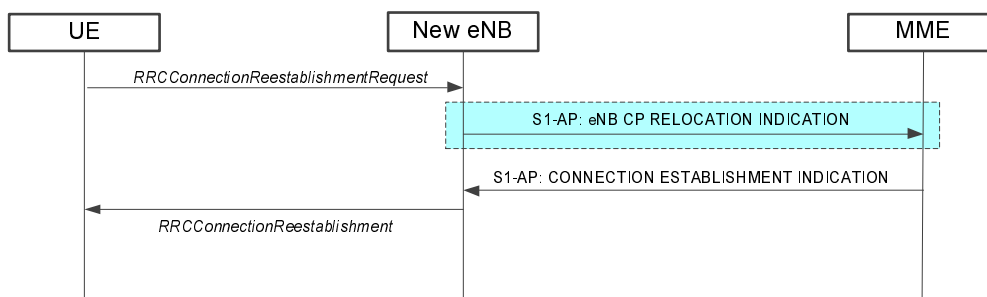 UE
New eNB
MME
RRCConnectionReestablishmentRequest
S1-AP: eNB CP RELOCATION INDICATION
S1-AP: CONNECTION ESTABLISHMENT INDICATION
RRCConnectionReestablishment